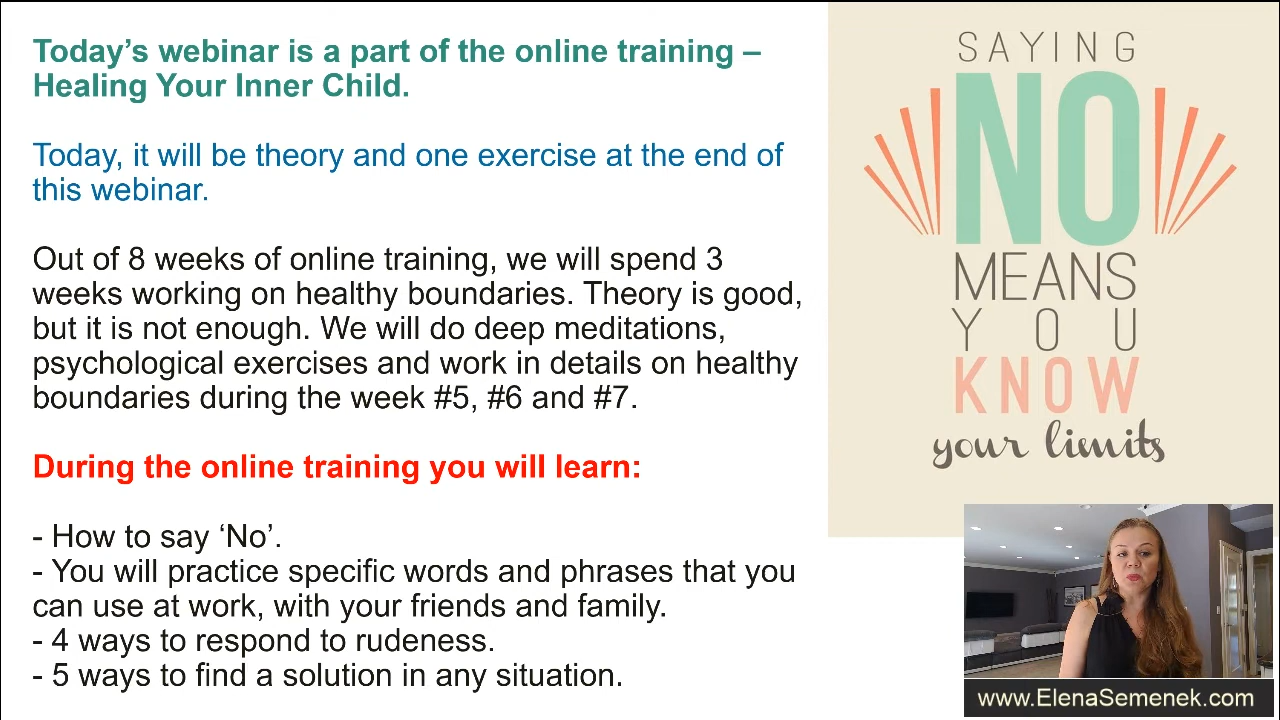 Today’s webinar is a part of the online training –
Healing Your Inner Child.
Today, it will be theory and one exercise at the end of
this webinar.
Out of 8 weeks of online training, we will spend 3
weeks working on healthy boundaries. Theory is good,
but it is not enough. We will do deep meditations,
psychological exercises and work in details on healthy
boundaries during the week #5, #6 and #7.
During the online training you will learn:
- How to say ‘No’.
- You will practice specific words and phrases that you
can use at work, with your friends and family.
- 4 ways to respond to rudeness.
- 5 ways to find a solution in any situation.
SAYING
NO
MEANS
YOU
KNOW
your limits
www.ElenaSemenek.com